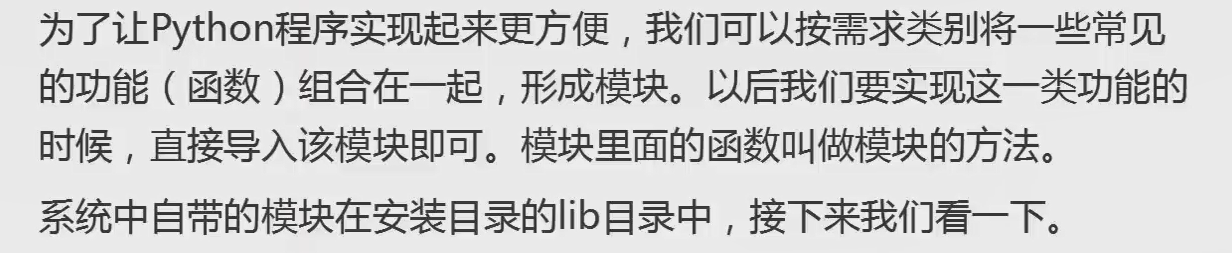 为了让Python程序实现起来更方便，我们可以按需求类别将一些常见
的功能（函数）组合在一起，形成模块。以后我们要实现这一类功能的
时候，直接导入该模块即可。模块里面的函数叫做模块的方法。
系统中自带的模块在安装目录的lib目录中，接下来我们看一下。